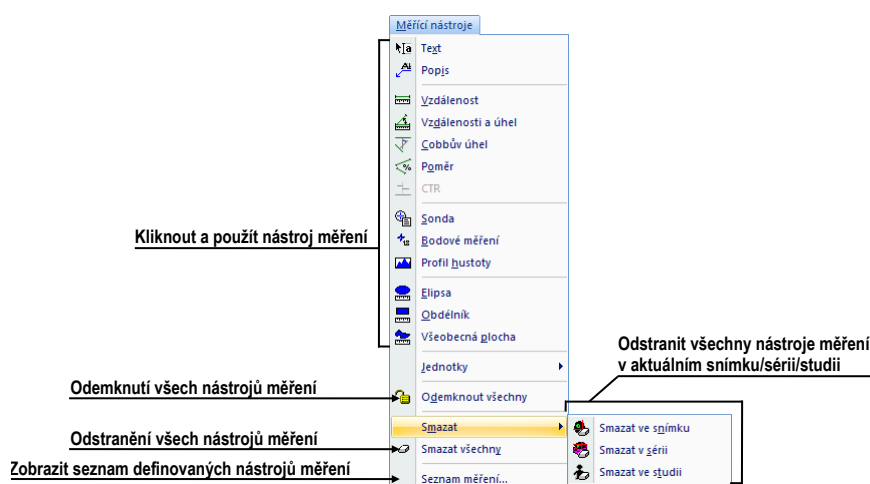 Měřící nástroje
Text
Popis
Vzdálenost
Vzdálenosti a úhel
Cobbův úhel
Poměr
CTR
Sonda
Kliknout a použít nástroj měření
Bodové měření
Profil hustoty
Elipsa
Obdélník
Všeobecná plocha
Odstranit všechny nástroje měření
v aktuálním snímku/sérii/studii
Jednotky
Odemknutí všech nástrojů měření
Odemknout všechny
Smazat
Smazat ve snímku
Odstranění všech nástrojů měření
Smazat všechny
Smazat v sérii
Zobrazit seznam definovaných nástrojů měření
Seznam měření...
Smazat ve studii